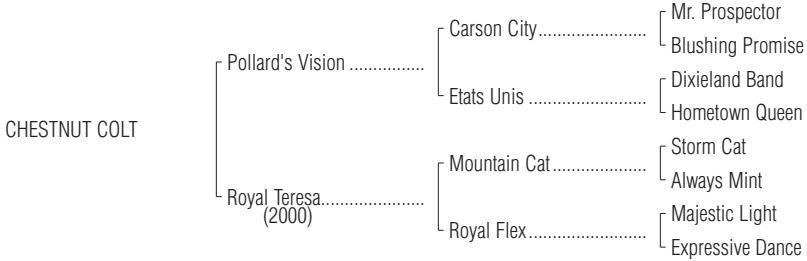 Mr. Prospector
Carson City.......................
Blushing Promise
Pollard's Vision ................
Dixieland Band
Etats Unis .........................
Hometown Queen
CHESTNUT COLT
Storm Cat
Mountain Cat....................
Always Mint
Royal Teresa......................
(2000)
Majestic Light
Royal Flex.........................
Expressive Dance